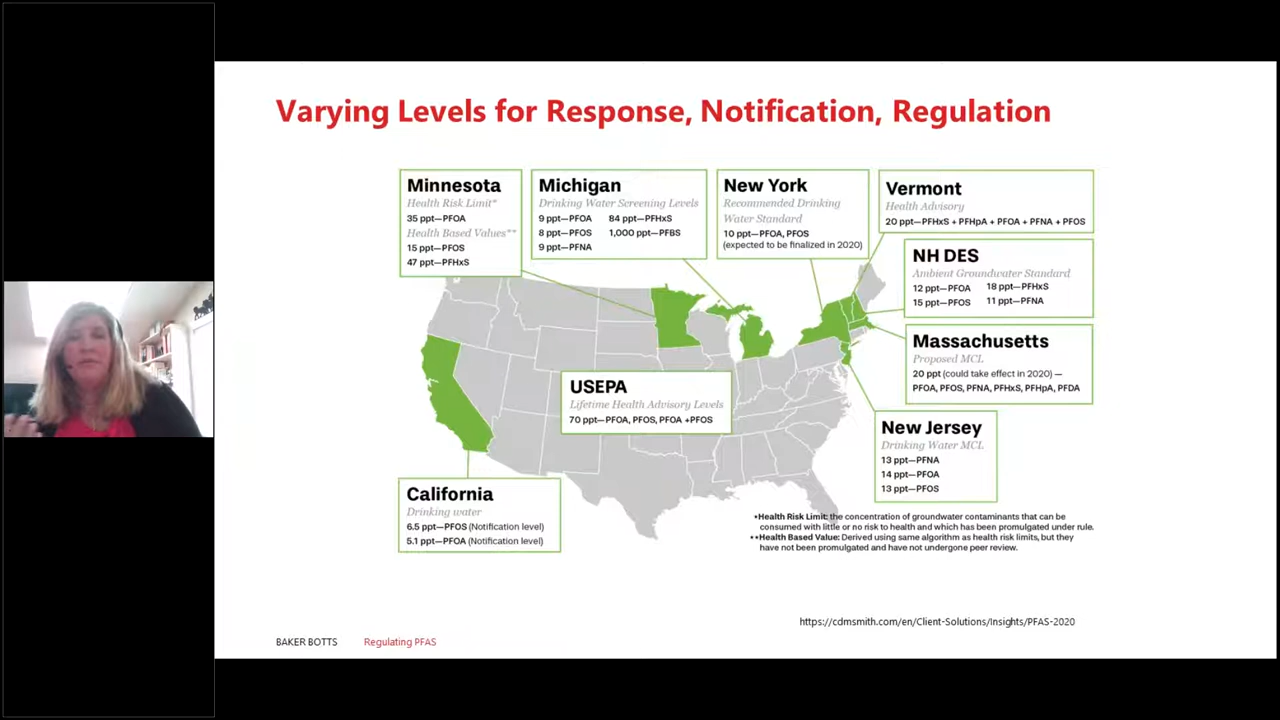 Varying Levels for Response, Notification, Regulation
Minnesota
Health Risk Limit*
35 ppt—PFOA
Health Based Values**
15 ppt—PFOS
47 ppt—PFHxS
Michigan
Drinking Water Screening Levels
9 ppt—PFOA 84 ppt—PFHxS
8 ppt—PFOS 1,000 ppt—PFBS
9 ppt—PFNA
New York
Recommended Drinking
Water Standard
10 ppt—PFOA, PFOS
(expected to be finalized in 2020)
Vermont
Health Advisory
20 ppt—PFHxS + PFHpA + PFOA + PFNA + PFOS
NH DES
Ambient Groundwater Standard
12 ppt—PFOA 18 ppt—PFHxS
15 ppt—PFOS 11 ppt—PFNA
Massachusetts
Proposed MCL
20 ppt (could take effect in 2020) —
PFOA, PFOS, PFNA, PFHxS, PFHpA, PFDA
USEPA
Lifetime Health Advisory Levels
70 ppt—PFOA, PFOS, PFOA +PFOS
New Jersey
Drinking Water MCL
13 ppt—PFNA
14 ppt—PFOA
13 ppt—PFOS
California
Drinking water
6.5 ppt—PFOS (Notification level)
5.1 ppt—PFOA (Notification level)
•Health Risk Limit: the concentration of groundwater contaminants that can be
consumed with little or no risk to health and which has been promulgated under rule.
••Health Based Value: Derived using same algorithm as health risk limits, but they
have not been promulgated and have not undergone peer review.
https://cdmsmith.com/en/Client-Solutions/Insights/PFAS-2020
BAKER BOTTS Regulating PFAS